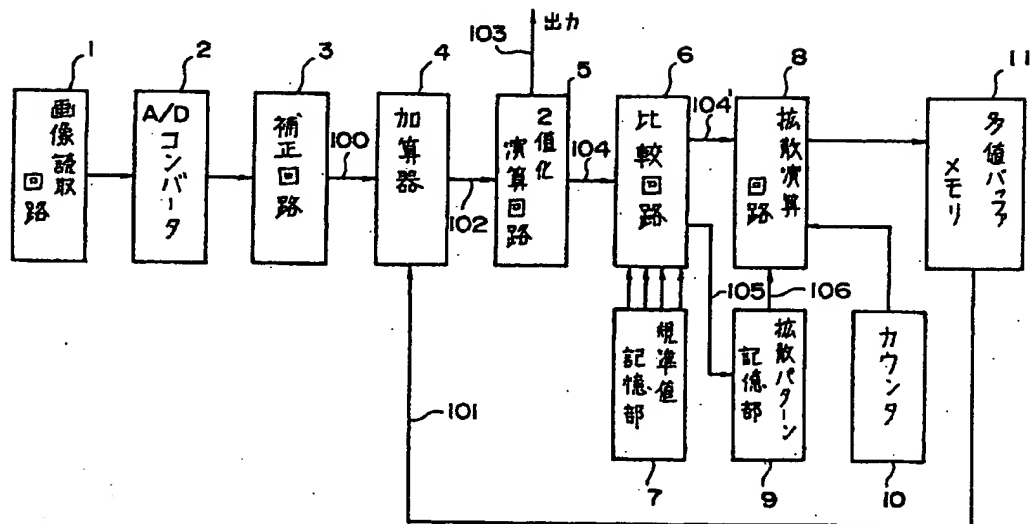 出力
103
1
2
3
4
5
6
8
11
画像読取
回路
A/D
コンバータ
補正回路
100
加算器
102
2値化
演算回路
104
比較回路
104'
拡散演算
回路
多値バッファ
メモリ
105
106
規準値
記憶部
拡散パターン
記憶部
カウンタ
101
7
9
10